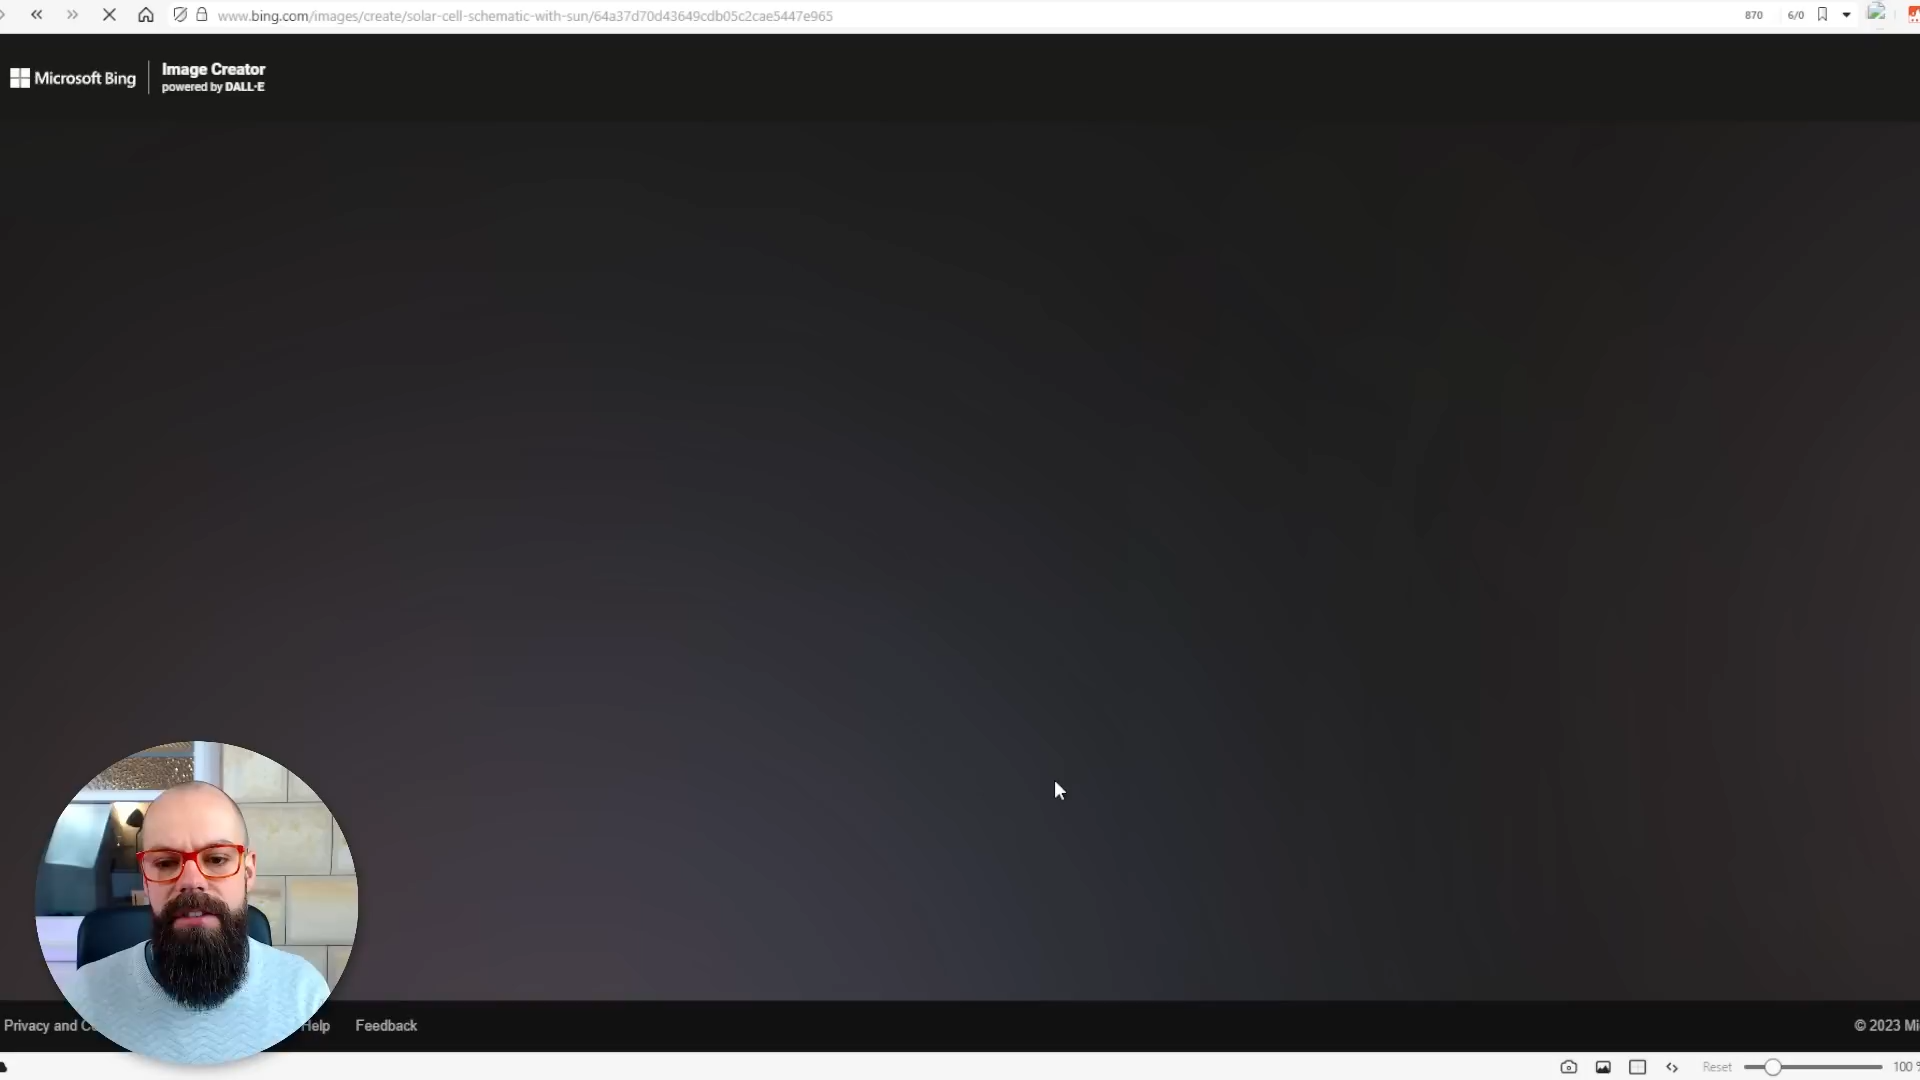 www.bing.com/images/create/solar-cell-schematic-with-sun/64a37d70d43649cdb05c2cae5447e965
870
6/0
Microsoft Bing
Image Creator
powered by DALL·E
Privacy and C
Help
Feedback
© 2023 Mi
Reset
100 %